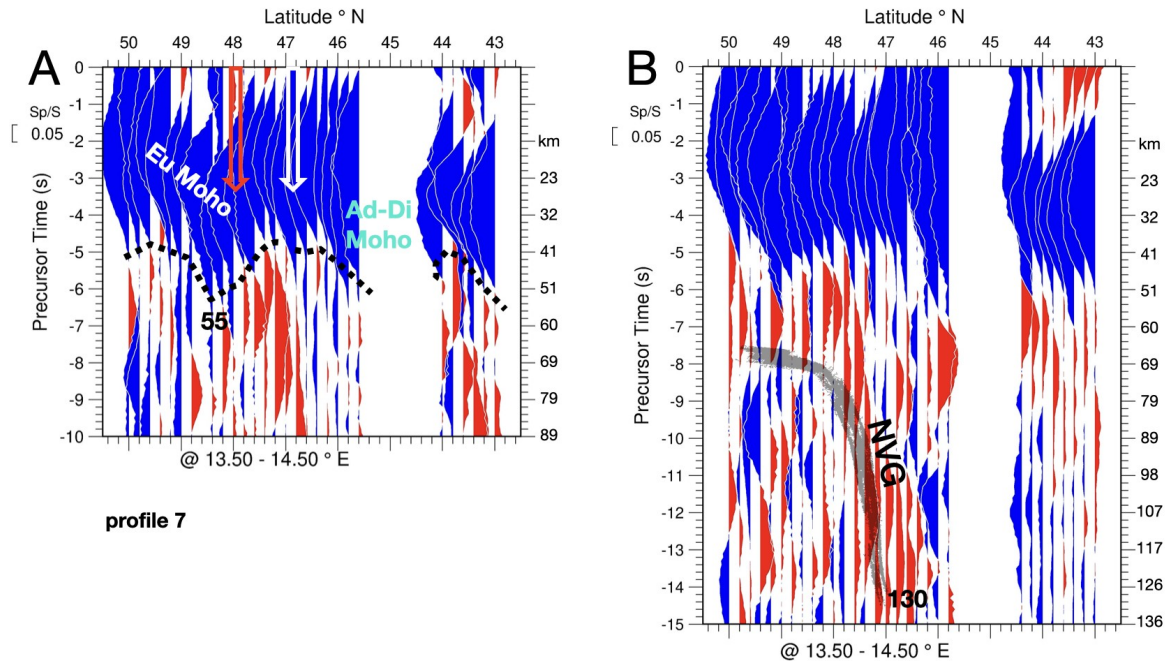 A
Latitude ° N
50 49 48 47 46 45 44 43
0
-1
-2
-3
-4
-5
-6
-7
-8
-9
-10
Precursor Time (s)
Sp/S
0.05
Eu Moho
Ad-Di
Moho
55
km
23
32
41
51
60
69
79
89
@ 13.50 - 14.50 ° E
profile 7
B
Latitude ° N
50 49 48 47 46 45 44 43
0
-1
-2
-3
-4
-5
-6
-7
-8
-9
-10
-11
-12
-13
-14
-15
Precursor Time (s)
Sp/S
0.05
NVG
130
km
23
32
41
51
60
69
79
89
98
107
117
126
136
@ 13.50 - 14.50 ° E